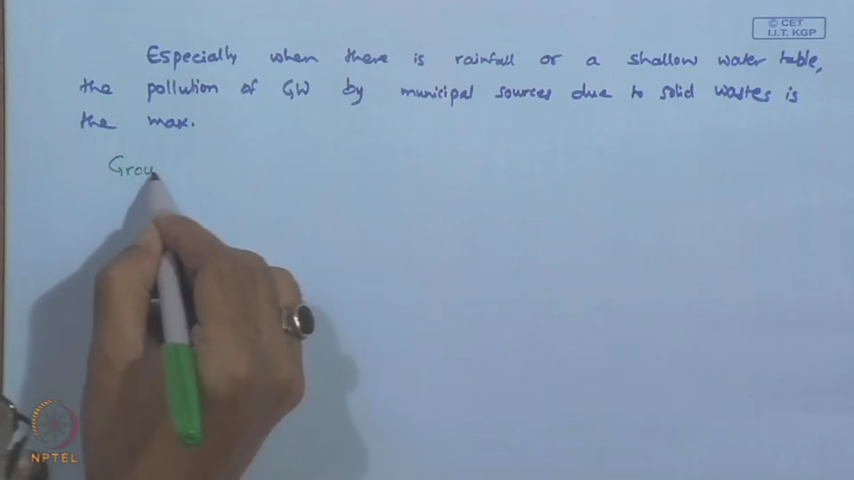 © CET
I.I.T. KGP
Especially when there is rainfall or a shallow water table,
the pollution of GW by municipal sources due to solid wastes is
the max.
Grou
NPTEL